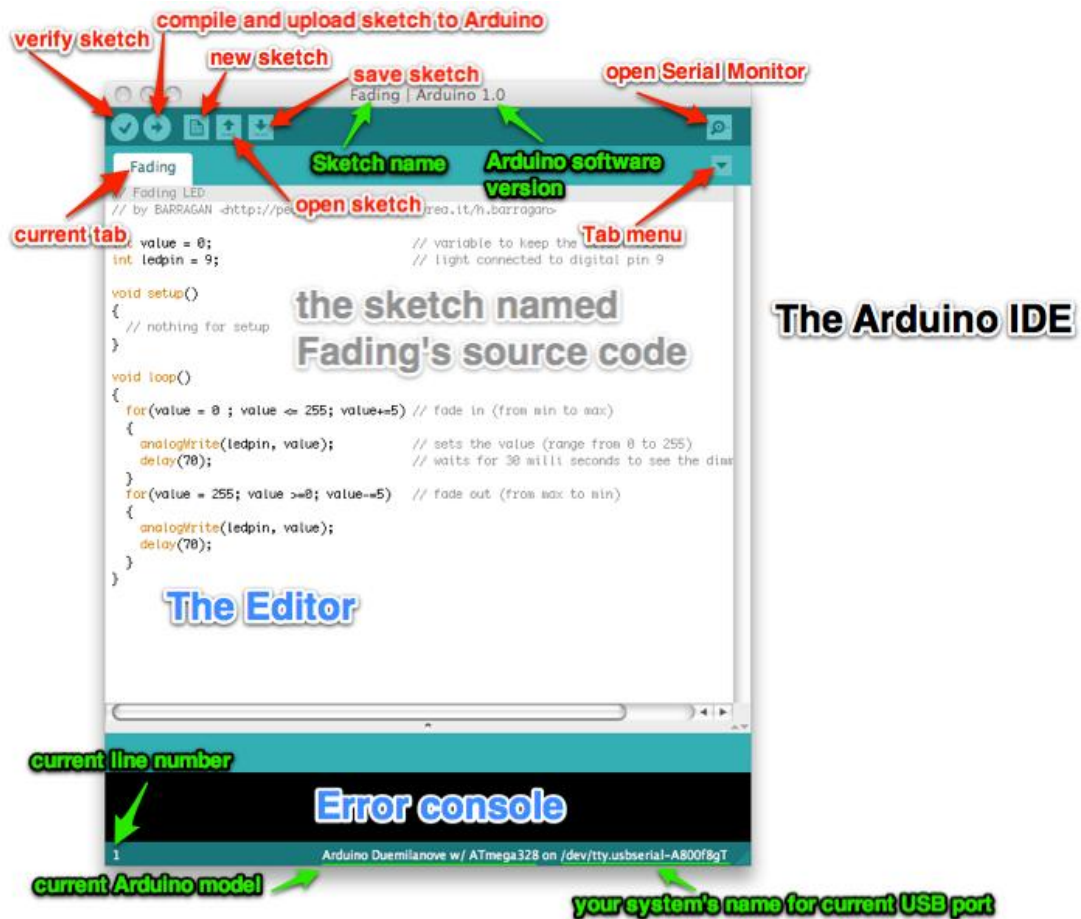 compile and upload sketch to Arduino
verify sketch
new sketch
save sketch
open Serial Monitor
Fading | Arduino 1.0
Sketch name
Arduino software
version
Fading
open sketch
current tab
Tab menu
// Fading LED
// by BARRAGAN <http://pe rea.it/h.barragan>
int value = 0; // variable to keep the
int ledpin = 9; // light connected to digital pin 9
void setup()
{
// nothing for setup
}
void loop()
{
for(value = 0 ; value <= 255; value+=5) // fade in (from min to max)
{
analogWrite(ledpin, value); // sets the value (range from 0 to 255)
delay(70); // waits for 30 milli seconds to see the dimm
}
for(value = 255; value >=0; value-=5) // fade out (from max to min)
{
analogWrite(ledpin, value);
delay(70);
}
}
the sketch named
Fading's source code
The Arduino IDE
The Editor
current line number
Error console
1
Arduino Duemilanove w/ ATmega328 on /dev/tty.usbserial-A800f8gT
current Arduino model
your system's name for current USB port